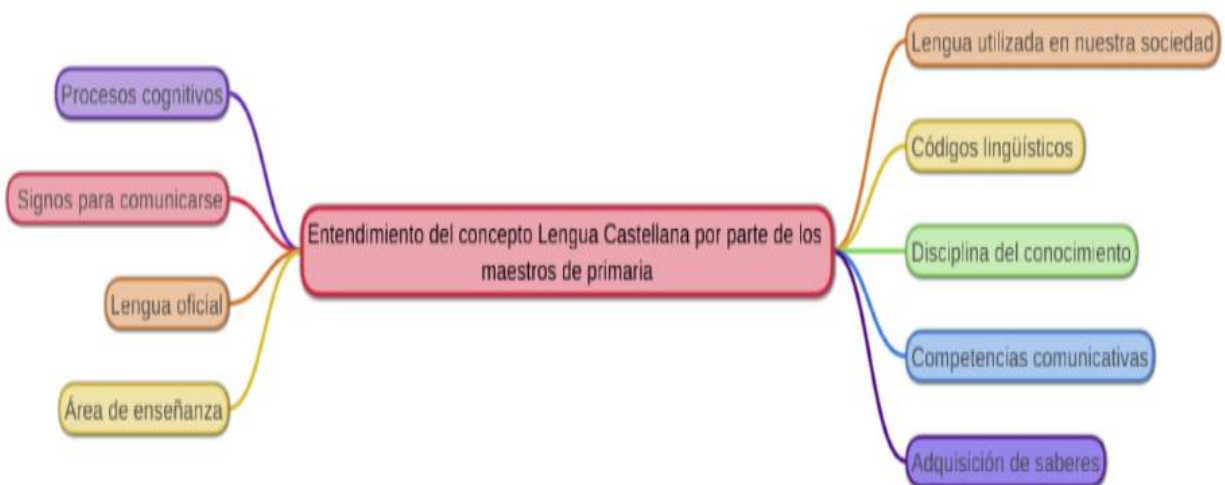 Procesos cognitivos
Signos para comunicarse
Lengua oficial
Área de enseñanza
Entendimiento del concepto Lengua Castellana por parte de los
maestros de primaria
Lengua utilizada en nuestra sociedad
Códigos lingüísticos
Disciplina del conocimiento
Competencias comunicativas
Adquisición de saberes